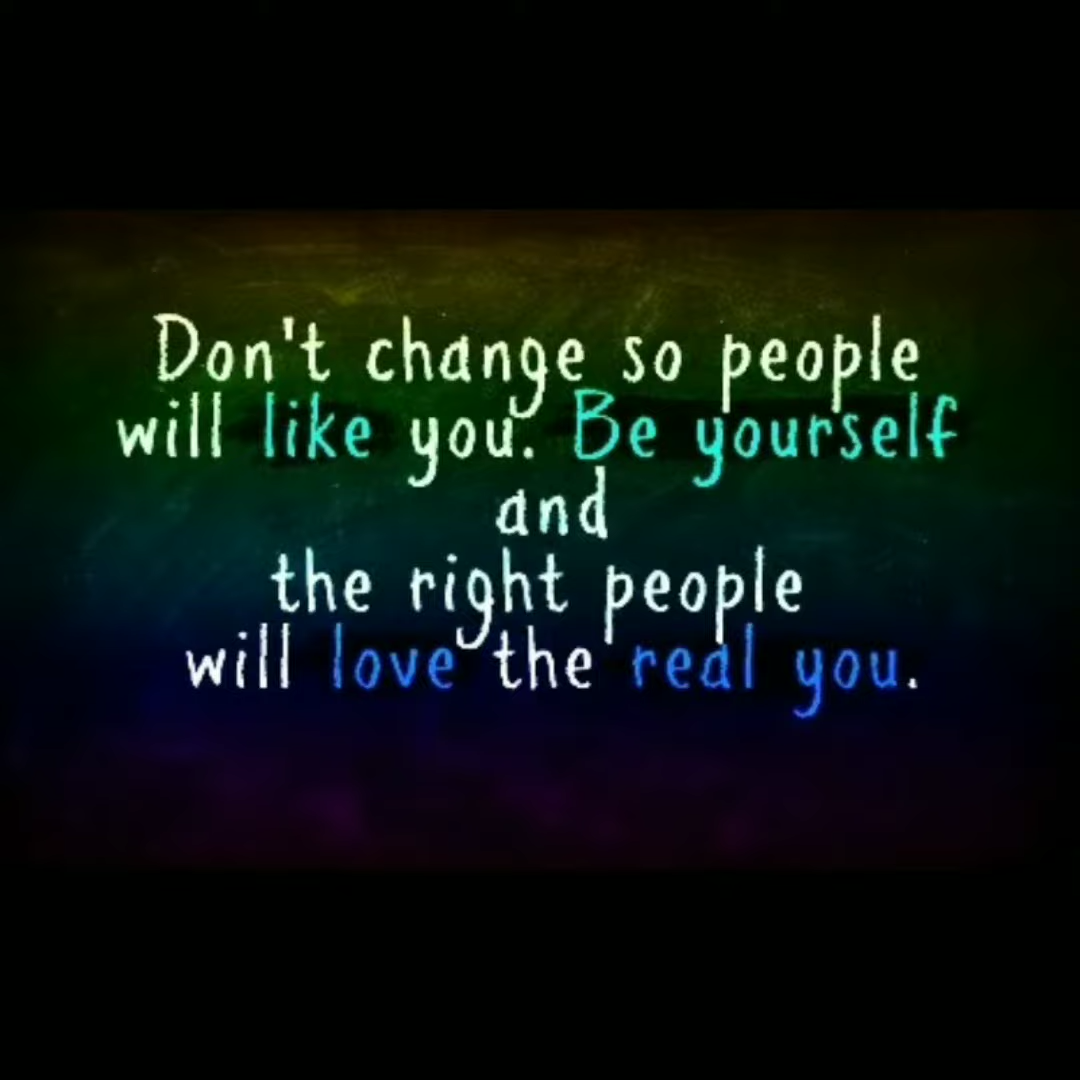 Don't change so people
will like you. Be yourself
and
the right people
will love the real you.